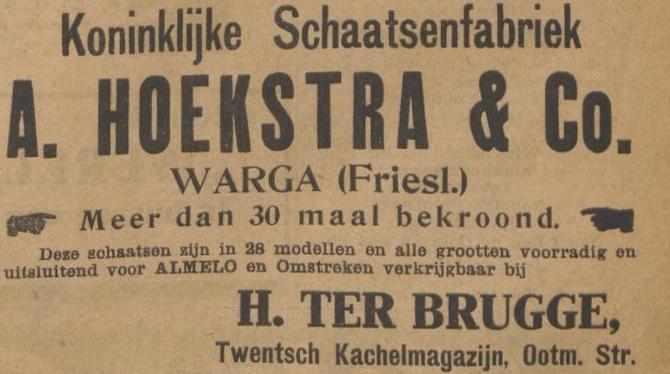 Koninklijke Schaatsenfabriek
A. HOEKSTRA & Co.
WARGA (Friesl.)
Meer dan 30 maal bekroond.
Deze schaatsen zijn in 28 modellen en alle grootten voorradig en
uitsluitend voor ALMELO en Omstreken verkrijgbaar bij
H. TER BRUGGE,
Twentsch Kachelmagazijn, Ootm. Str.